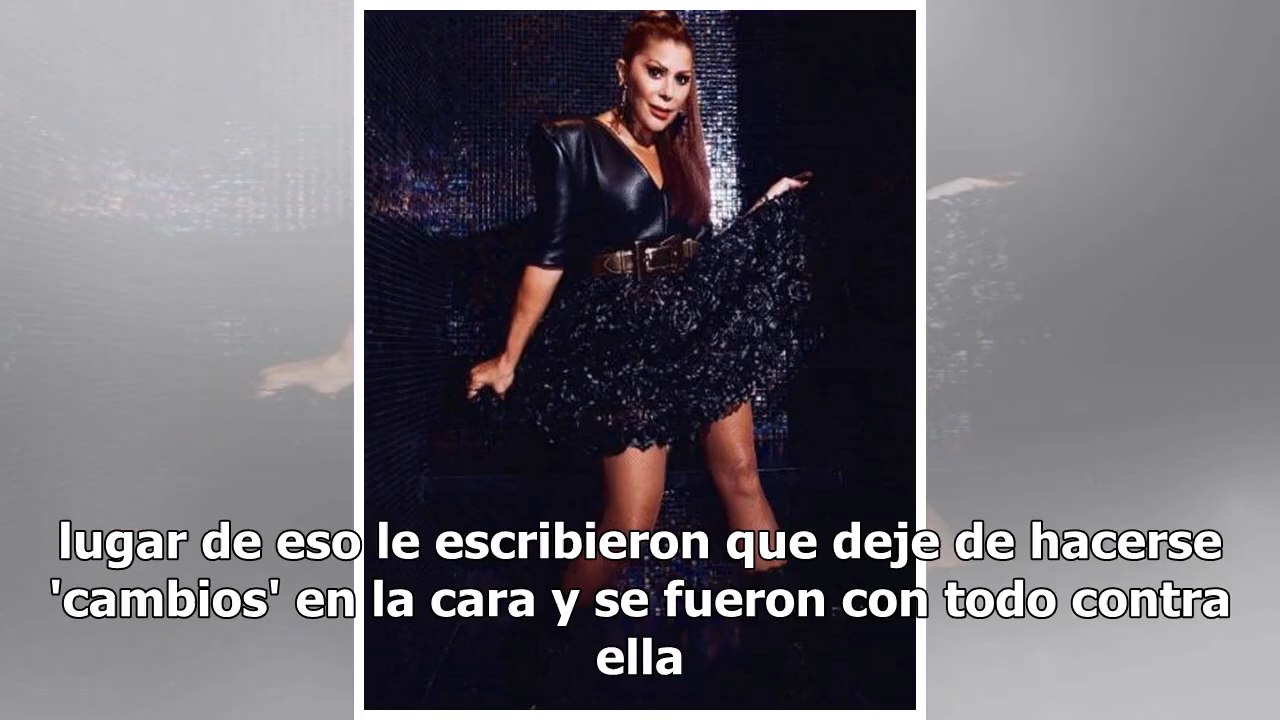 lugar de eso le escribieron que deje de hacerse
'cambios' en la cara y se fueron con todo contra
ella